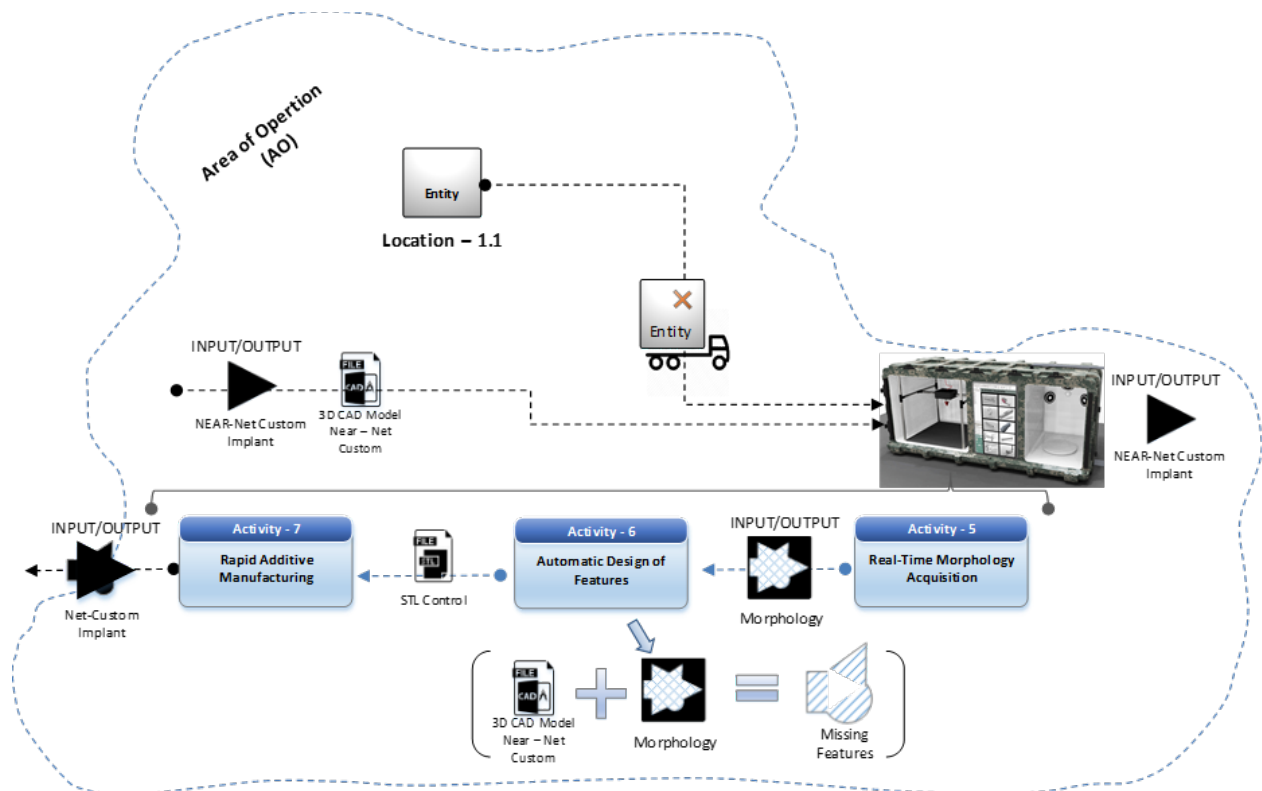 Area of Opertion
(AO)
Entity
Location – 1.1
Entity
INPUT/OUTPUT
FILE
CAD
NEAR-Net Custom
Implant
3D CAD Model
Near – Net
Custom
INPUT/OUTPUT
NEAR-Net Custom
Implant
INPUT/OUTPUT
Net-Custom
Implant
Activity - 7
Rapid Additive
Manufacturing
FILE
STL
STL Control
Activity - 6
Automatic Design of
Features
INPUT/OUTPUT
Morphology
Activity - 5
Real-Time Morphology
Acquisition
FILE
CAD
3D CAD Model
Near – Net
Custom
Morphology
Missing
Features